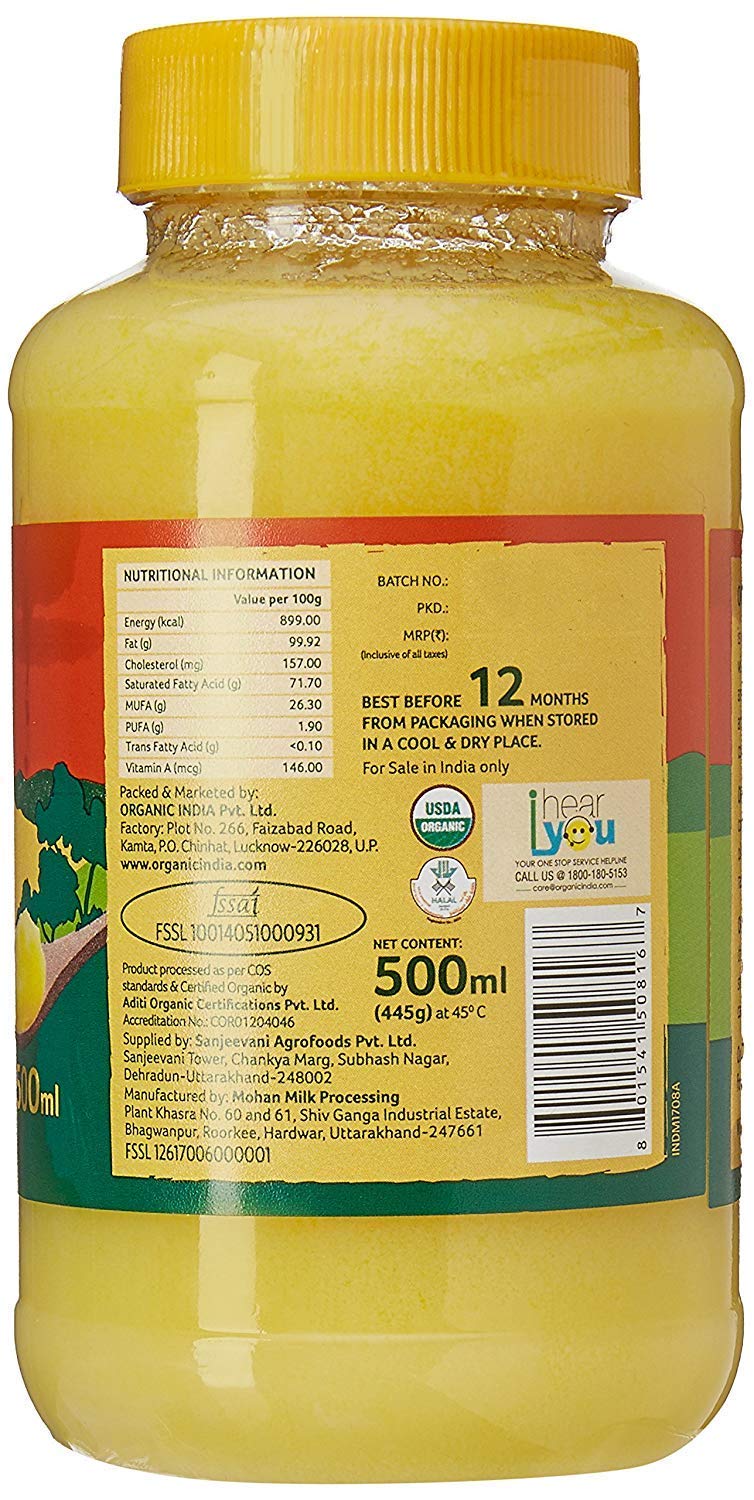 NUTRITIONAL INFORMATION
Value per 100g
Energy (kcal) 899.00
Fat (g) 99.92
Cholesterol (mg) 157.00
Saturated Fatty Acid (g) 71.70
MUFA (g) 26.30
PUFA (g) 1.90
Trans Fatty Acid (g) <0.10
Vitamin A (mcg) 146.00
Packed & Marketed by:
ORGANIC INDIA Pvt. Ltd.
Factory: Plot No. 266, Faizabad Road,
Kamta, P.O. Chinhat, Lucknow-226028, U.P.
www.organicindia.com
fssai
FSSL 10014051000931
Product processed as per COS
standards & Certified Organic by
Aditi Organic Certifications Pvt. Ltd.
Accreditation No.: COR01204046
Supplied by: Sanjeevani Agrofoods Pvt. Ltd.
Sanjeevani Tower, Chankya Marg, Subhash Nagar,
Dehradun-Uttarakhand-248002
Manufactured by: Mohan Milk Processing
Plant Khasra No. 60 and 61, Shiv Ganga Industrial Estate,
Bhagwanpur, Roorkee, Hardwar, Uttarakhand-247661
FSSL 12617006000001
BATCH NO.:
PKD.:
MRP(₹):
(Inclusive of all taxes)
BEST BEFORE 12 MONTHS
FROM PACKAGING WHEN STORED
IN A COOL & DRY PLACE.
For Sale in India only
USDA
ORGANIC
HALAL
i hear
you
YOUR ONE STOP SERVICE HELPLINE
CALL US @ 1800-180-5153
care@organicindia.com
NET CONTENT:
500ml
(445g) at 45° C
8 01541 50816 7
INDM1708A
500ml